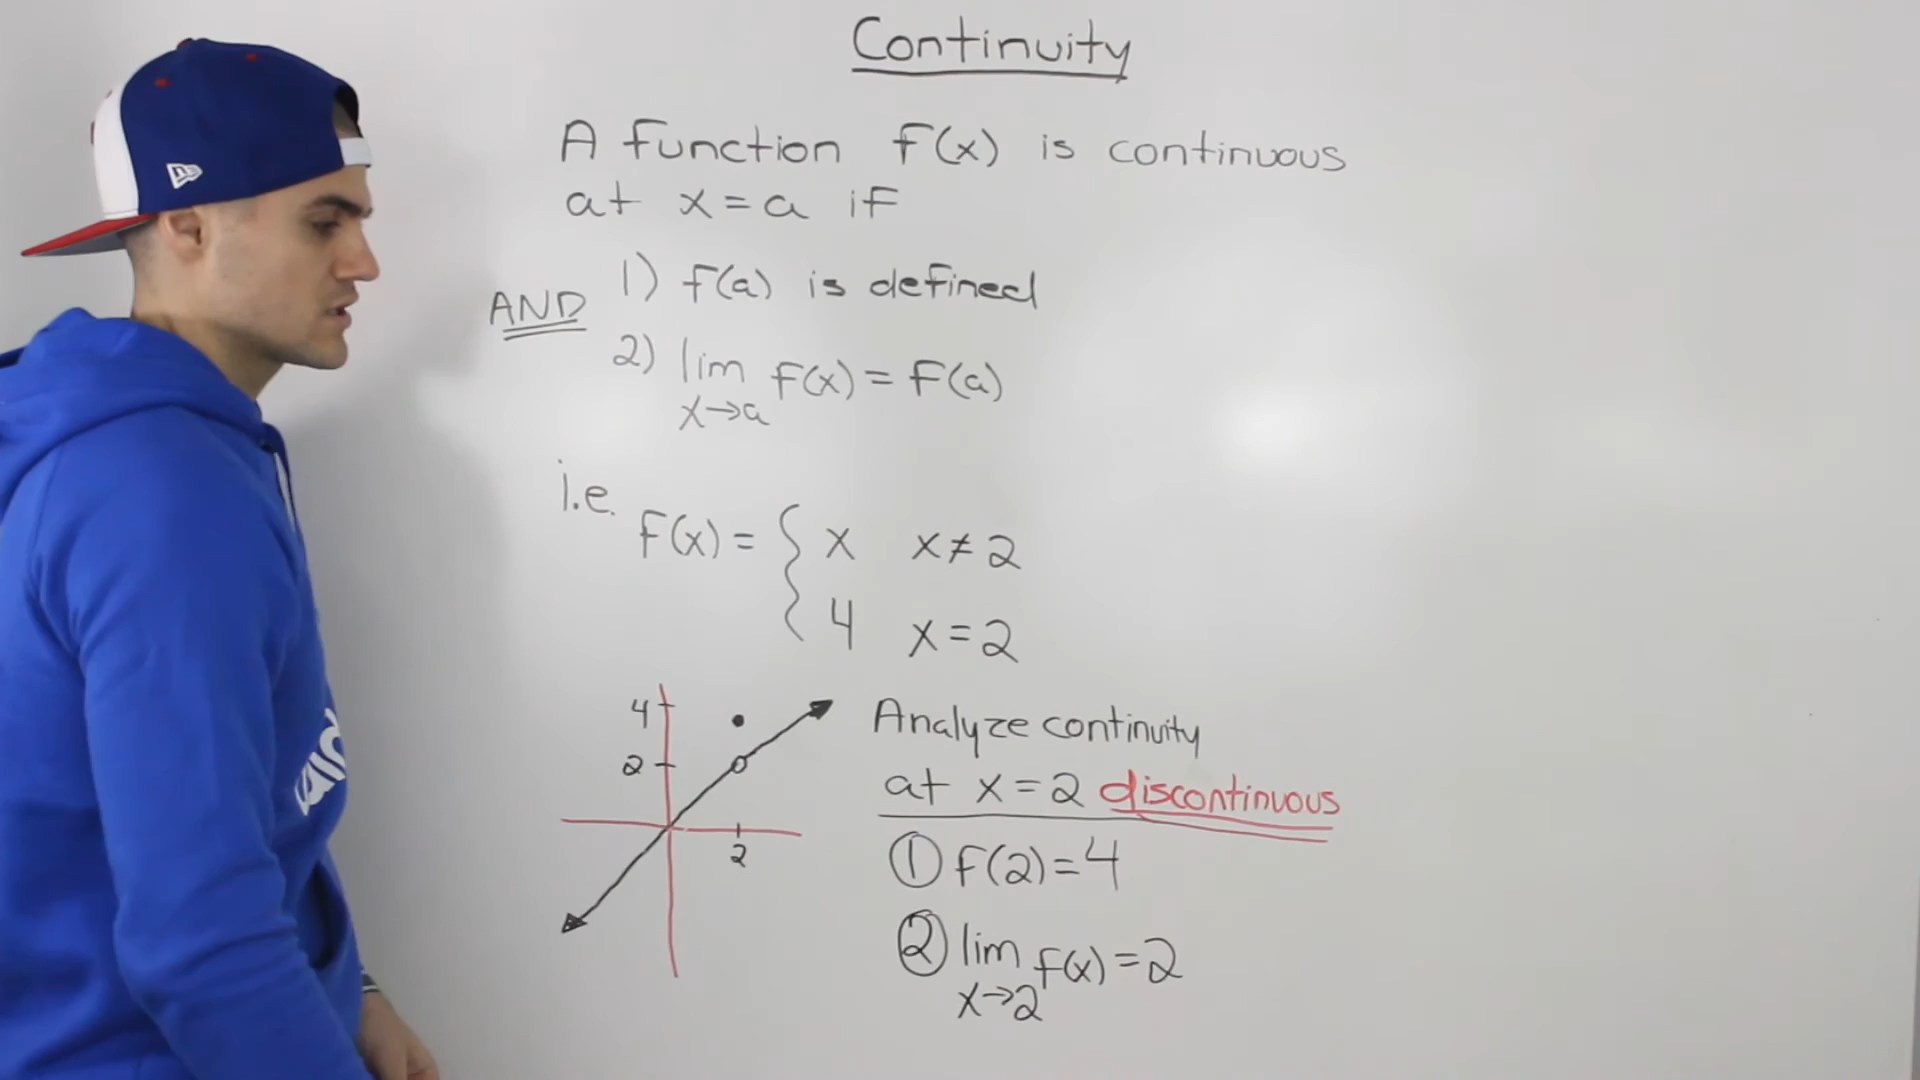 Continuity
A function f(x) is continuous
at x = a if
AND
1) f(a) is defined
2) lim f(x) = f(a)
x→a
i.e.
f(x) = { x x ≠ 2
4 x = 2
4
2
2
Analyze continuity
at x = 2 discontinuous
① f(2) = 4
② lim f(x) = 2
x→2